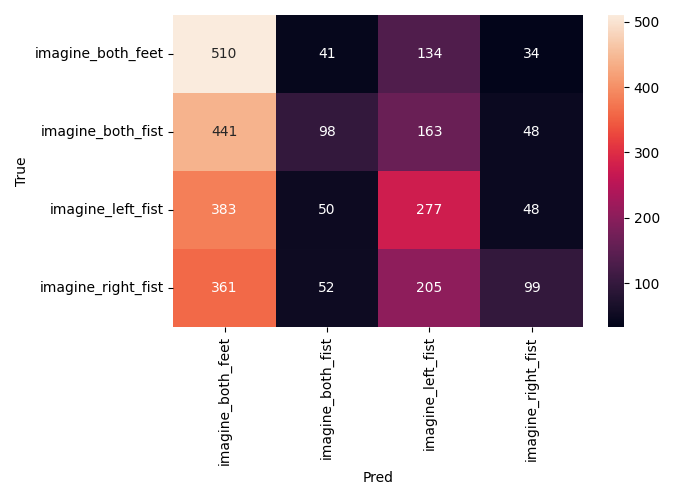 imagine_both_feet 510 41 134 34
imagine_both_fist 441 98 163 48
imagine_left_fist 383 50 277 48
imagine_right_fist 361 52 205 99
True
imagine_both_feet
imagine_both_fist
imagine_left_fist
imagine_right_fist
Pred
500
400
300
200
100